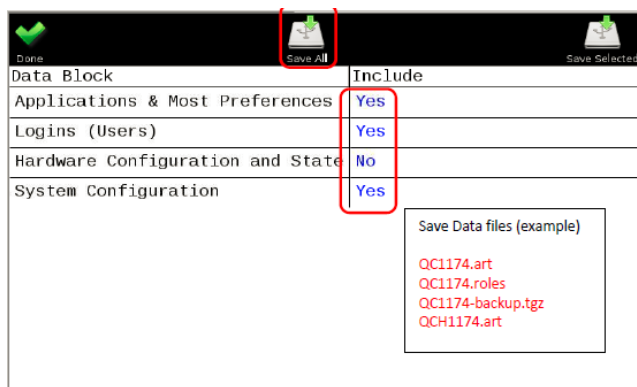 Done Save All Save Selected
Data Block Include
Applications & Most Preferences Yes
Logins (Users) Yes
Hardware Configuration and State No
System Configuration Yes
Save Data files (example)
QC1174.art
QC1174.roles
QC1174-backup.tgz
QCH1174.art